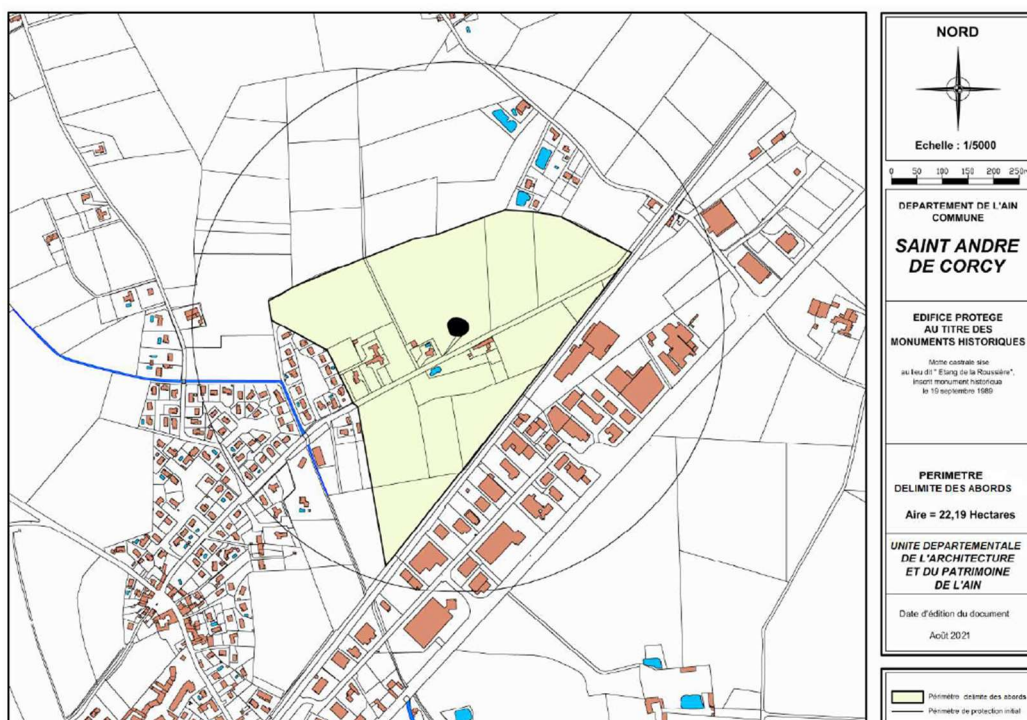 NORD
Echelle : 1/5000
0 50 100 150 200 250m
DEPARTEMENT DE L'AIN
COMMUNE
SAINT ANDRE
DE CORCY
EDIFICE PROTEGE
AU TITRE DES
MONUMENTS HISTORIQUES
Motte castrale sise
au lieu dit " Etang de la Roussière",
inscrit monument historique
le 19 septembre 1989
PERIMETRE
DELIMITE DES ABORDS
Aire = 22,19 Hectares
UNITE DEPARTEMENTALE
DE L'ARCHITECTURE
ET DU PATRIMOINE
DE L'AIN
Date d'édition du document
Août 2021
Périmètre délimité des abords
Périmètre de protection initial